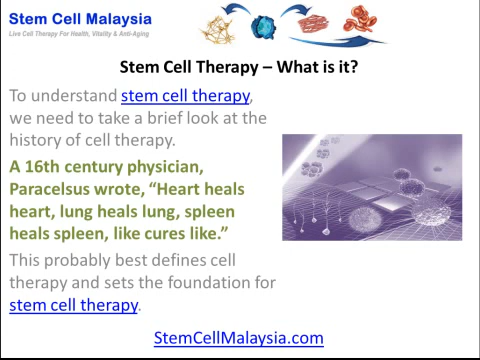 Stem Cell Malaysia
Live Cell Therapy For Health, Vitality & Anti-Aging
Stem Cell Therapy – What is it?
To understand stem cell therapy,
we need to take a brief look at the
history of cell therapy.
A 16th century physician,
Paracelsus wrote, “Heart heals
heart, lung heals lung, spleen
heals spleen, like cures like.”
This probably best defines cell
therapy and sets the foundation for
stem cell therapy.
StemCellMalaysia.com